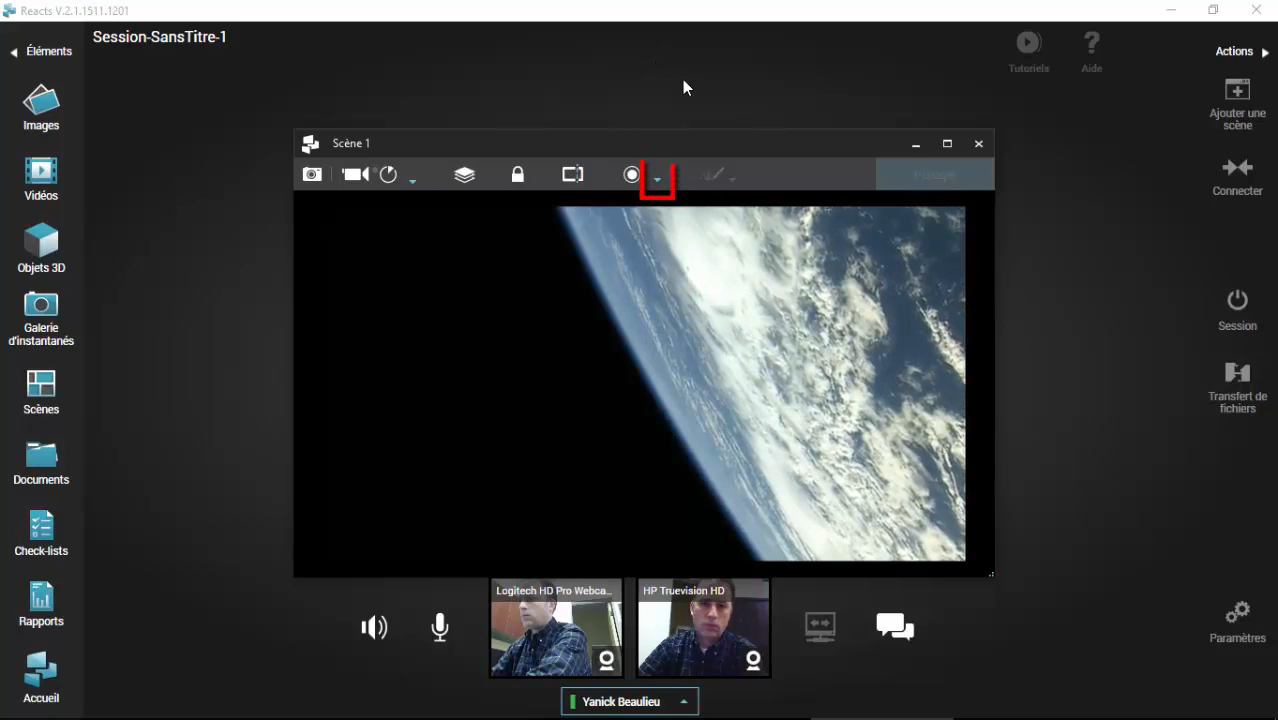 Reacts V.2.1.1511.1201
Session-SansTitre-1
Éléments
Images
Vidéos
Objets 3D
Galerie
d'instantanés
Scènes
Documents
Check-lists
Rapports
Accueil
Tutoriels
Aide
Scène 1
Logitech HD Pro Webca...
HP Truevision HD
Yanick Beaulieu
Actions
Ajouter une
scène
Connecter
Session
Transfert de
fichiers
Paramètres